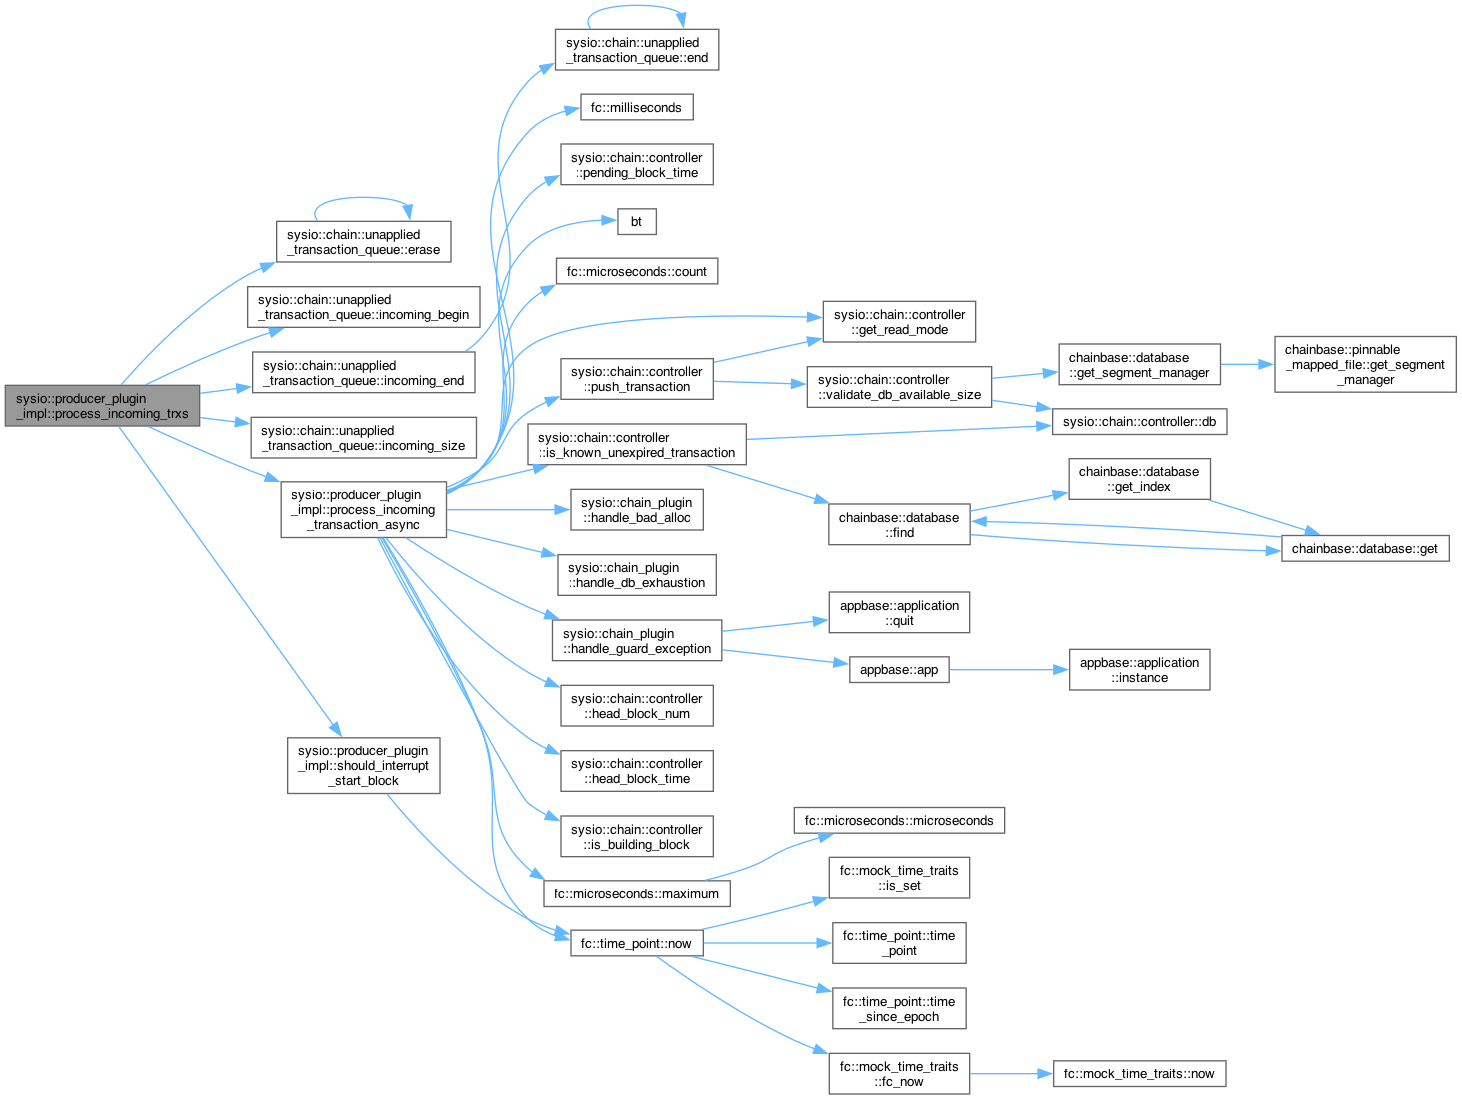 sysio::producer_plugin
_impl::process_incoming_trxs
sysio::chain::unapplied
_transaction_queue::erase
sysio::chain::unapplied
_transaction_queue::incoming_begin
sysio::chain::unapplied
_transaction_queue::incoming_end
sysio::chain::unapplied
_transaction_queue::incoming_size
sysio::producer_plugin
_impl::process_incoming
_transaction_async
sysio::producer_plugin
_impl::should_interrupt
_start_block
sysio::chain::unapplied
_transaction_queue::end
fc::milliseconds
sysio::chain::controller
::pending_block_time
bt
fc::microseconds::count
sysio::chain::controller
::get_read_mode
sysio::chain::controller
::push_transaction
sysio::chain::controller
::validate_db_available_size
chainbase::database
::get_segment_manager
chainbase::pinnable
_mapped_file::get_segment
_manager
sysio::chain::controller::db
sysio::chain::controller
::is_known_unexpired_transaction
chainbase::database
::find
chainbase::database
::get_index
chainbase::database::get
sysio::chain_plugin
::handle_bad_alloc
sysio::chain_plugin
::handle_db_exhaustion
sysio::chain_plugin
::handle_guard_exception
appbase::application
::quit
appbase::app
appbase::application
::instance
sysio::chain::controller
::head_block_num
sysio::chain::controller
::head_block_time
sysio::chain::controller
::is_building_block
fc::microseconds::maximum
fc::microseconds::microseconds
fc::time_point::now
fc::mock_time_traits
::is_set
fc::time_point::time
_point
fc::time_point::time
_since_epoch
fc::mock_time_traits
::fc_now
fc::mock_time_traits::now